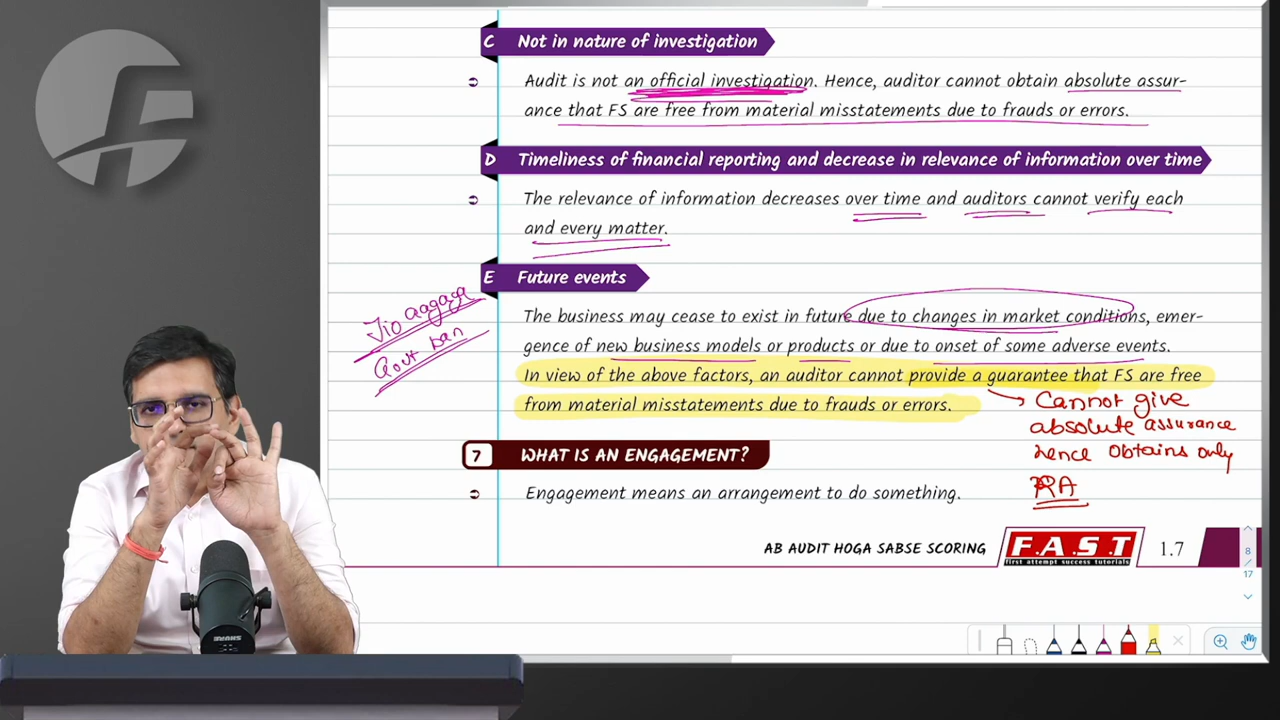 C Not in nature of investigation
Audit is not an official investigation. Hence, auditor cannot obtain absolute assur-
ance that FS are free from material misstatements due to frauds or errors.
D Timeliness of financial reporting and decrease in relevance of information over time
The relevance of information decreases over time and auditors cannot verify each
and every matter.
E Future events
Jio aagaya
Govt ban
The business may cease to exist in future due to changes in market conditions, emer-
gence of new business models or products or due to onset of some adverse events.
In view of the above factors, an auditor cannot provide a guarantee that FS are free
from material misstatements due to frauds or errors.
Cannot give
absolute assurance
hence obtains only
RA
7 WHAT IS AN ENGAGEMENT?
Engagement means an arrangement to do something.
AB AUDIT HOGA SABSE SCORING
F.A.S.T
first attempt success tutorials
1.7
8
17
SHURE